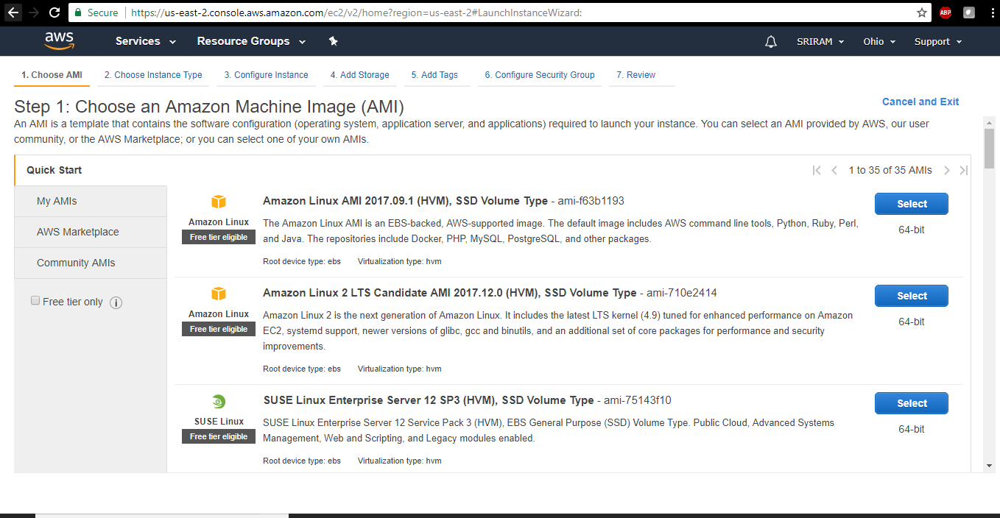 Secure https://us-east-2.console.aws.amazon.com/ec2/v2/home?region=us-east-2#LaunchInstanceWizard:
ABP
aws Services Resource Groups SRIRAM Ohio Support
1. Choose AMI 2. Choose Instance Type 3. Configure Instance 4. Add Storage 5. Add Tags 6. Configure Security Group 7. Review
Step 1: Choose an Amazon Machine Image (AMI)
Cancel and Exit
An AMI is a template that contains the software configuration (operating system, application server, and applications) required to launch your instance. You can select an AMI provided by AWS, our user
community, or the AWS Marketplace; or you can select one of your own AMIs.
Quick Start
1 to 35 of 35 AMIs
My AMIs
AWS Marketplace
Community AMIs
Free tier only i
Amazon Linux
Free tier eligible
Amazon Linux AMI 2017.09.1 (HVM), SSD Volume Type - ami-f63b1193
The Amazon Linux AMI is an EBS-backed, AWS-supported image. The default image includes AWS command line tools, Python, Ruby, Perl,
and Java. The repositories include Docker, PHP, MySQL, PostgreSQL, and other packages.
Root device type: ebs Virtualization type: hvm
Select
64-bit
Amazon Linux
Free tier eligible
Amazon Linux 2 LTS Candidate AMI 2017.12.0 (HVM), SSD Volume Type - ami-710e2414
Amazon Linux 2 is the next generation of Amazon Linux. It includes the latest LTS kernel (4.9) tuned for enhanced performance on Amazon
EC2, systemd support, newer versions of glibc, gcc and binutils, and an additional set of core packages for performance and security
improvements.
Root device type: ebs Virtualization type: hvm
Select
64-bit
SUSE Linux
Free tier eligible
SUSE Linux Enterprise Server 12 SP3 (HVM), SSD Volume Type - ami-75143f10
SUSE Linux Enterprise Server 12 Service Pack 3 (HVM), EBS General Purpose (SSD) Volume Type. Public Cloud, Advanced Systems
Management, Web and Scripting, and Legacy modules enabled.
Root device type: ebs Virtualization type: hvm
Select
64-bit